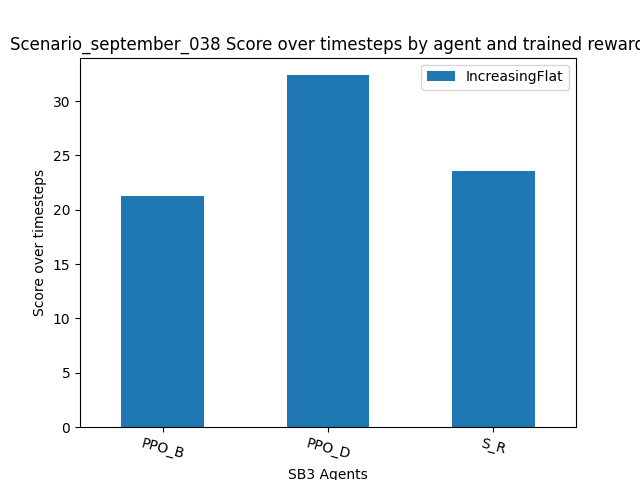 Scenario_september_038 Score over timesteps by agent and trained reward
IncreasingFlat
30
25
20
15
10
5
0
Score over timesteps
PPO_B
PPO_D
S_R
SB3 Agents